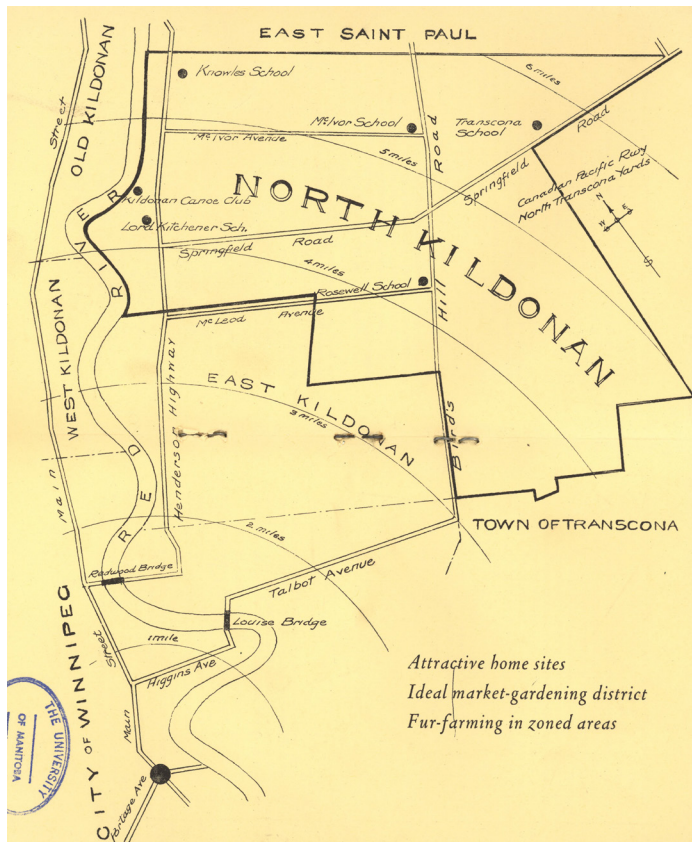 EAST SAINT PAUL
OLD KILDONAN
Street
Knowles School
6 miles
McIvor School
Transcona
School
McIvor Avenue
Road
Road
5 miles
Springfield
Canadian Pacific Rwy
North Transcona Yards
Kildonan Canoe Club
Lord Kitchener Sch.
NORTH KILDONAN
N
W
E
S
RED RIVER
Springfield Road
4 miles
Rosewell School
Bird's Hill
McLeod Avenue
WEST KILDONAN
Henderson Highway
EAST KILDONAN
3 miles
Main
2 miles
TOWN OF TRANSCONA
Redwood Bridge
Talbot Avenue
Louise Bridge
1 mile
Street
Higgins Ave
Main
CITY OF WINNIPEG
Portage Ave
Attractive home sites
Ideal market-gardening district
Fur-farming in zoned areas
THE UNIVERSITY
OF MANITOBA